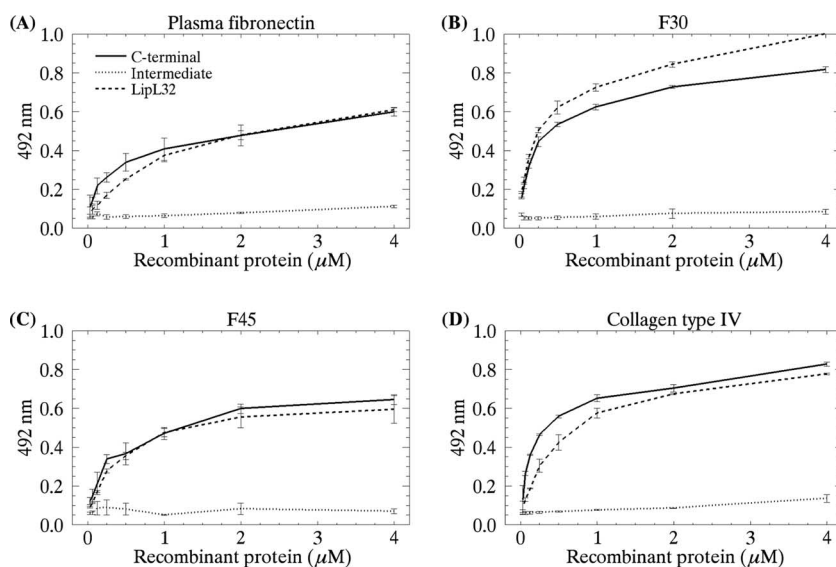 (A)
Plasma fibronectin
1.0
0.8
0.6
0.4
0.2
0.0
492 nm
C-terminal
Intermediate
LipL32
0 1 2 3 4
Recombinant protein (μM)
(B)
F30
1.0
0.8
0.6
0.4
0.2
0.0
492 nm
0 1 2 3 4
Recombinant protein (μM)
(C)
F45
1.0
0.8
0.6
0.4
0.2
0.0
492 nm
0 1 2 3 4
Recombinant protein (μM)
(D)
Collagen type IV
1.0
0.8
0.6
0.4
0.2
0.0
492 nm
0 1 2 3 4
Recombinant protein (μM)